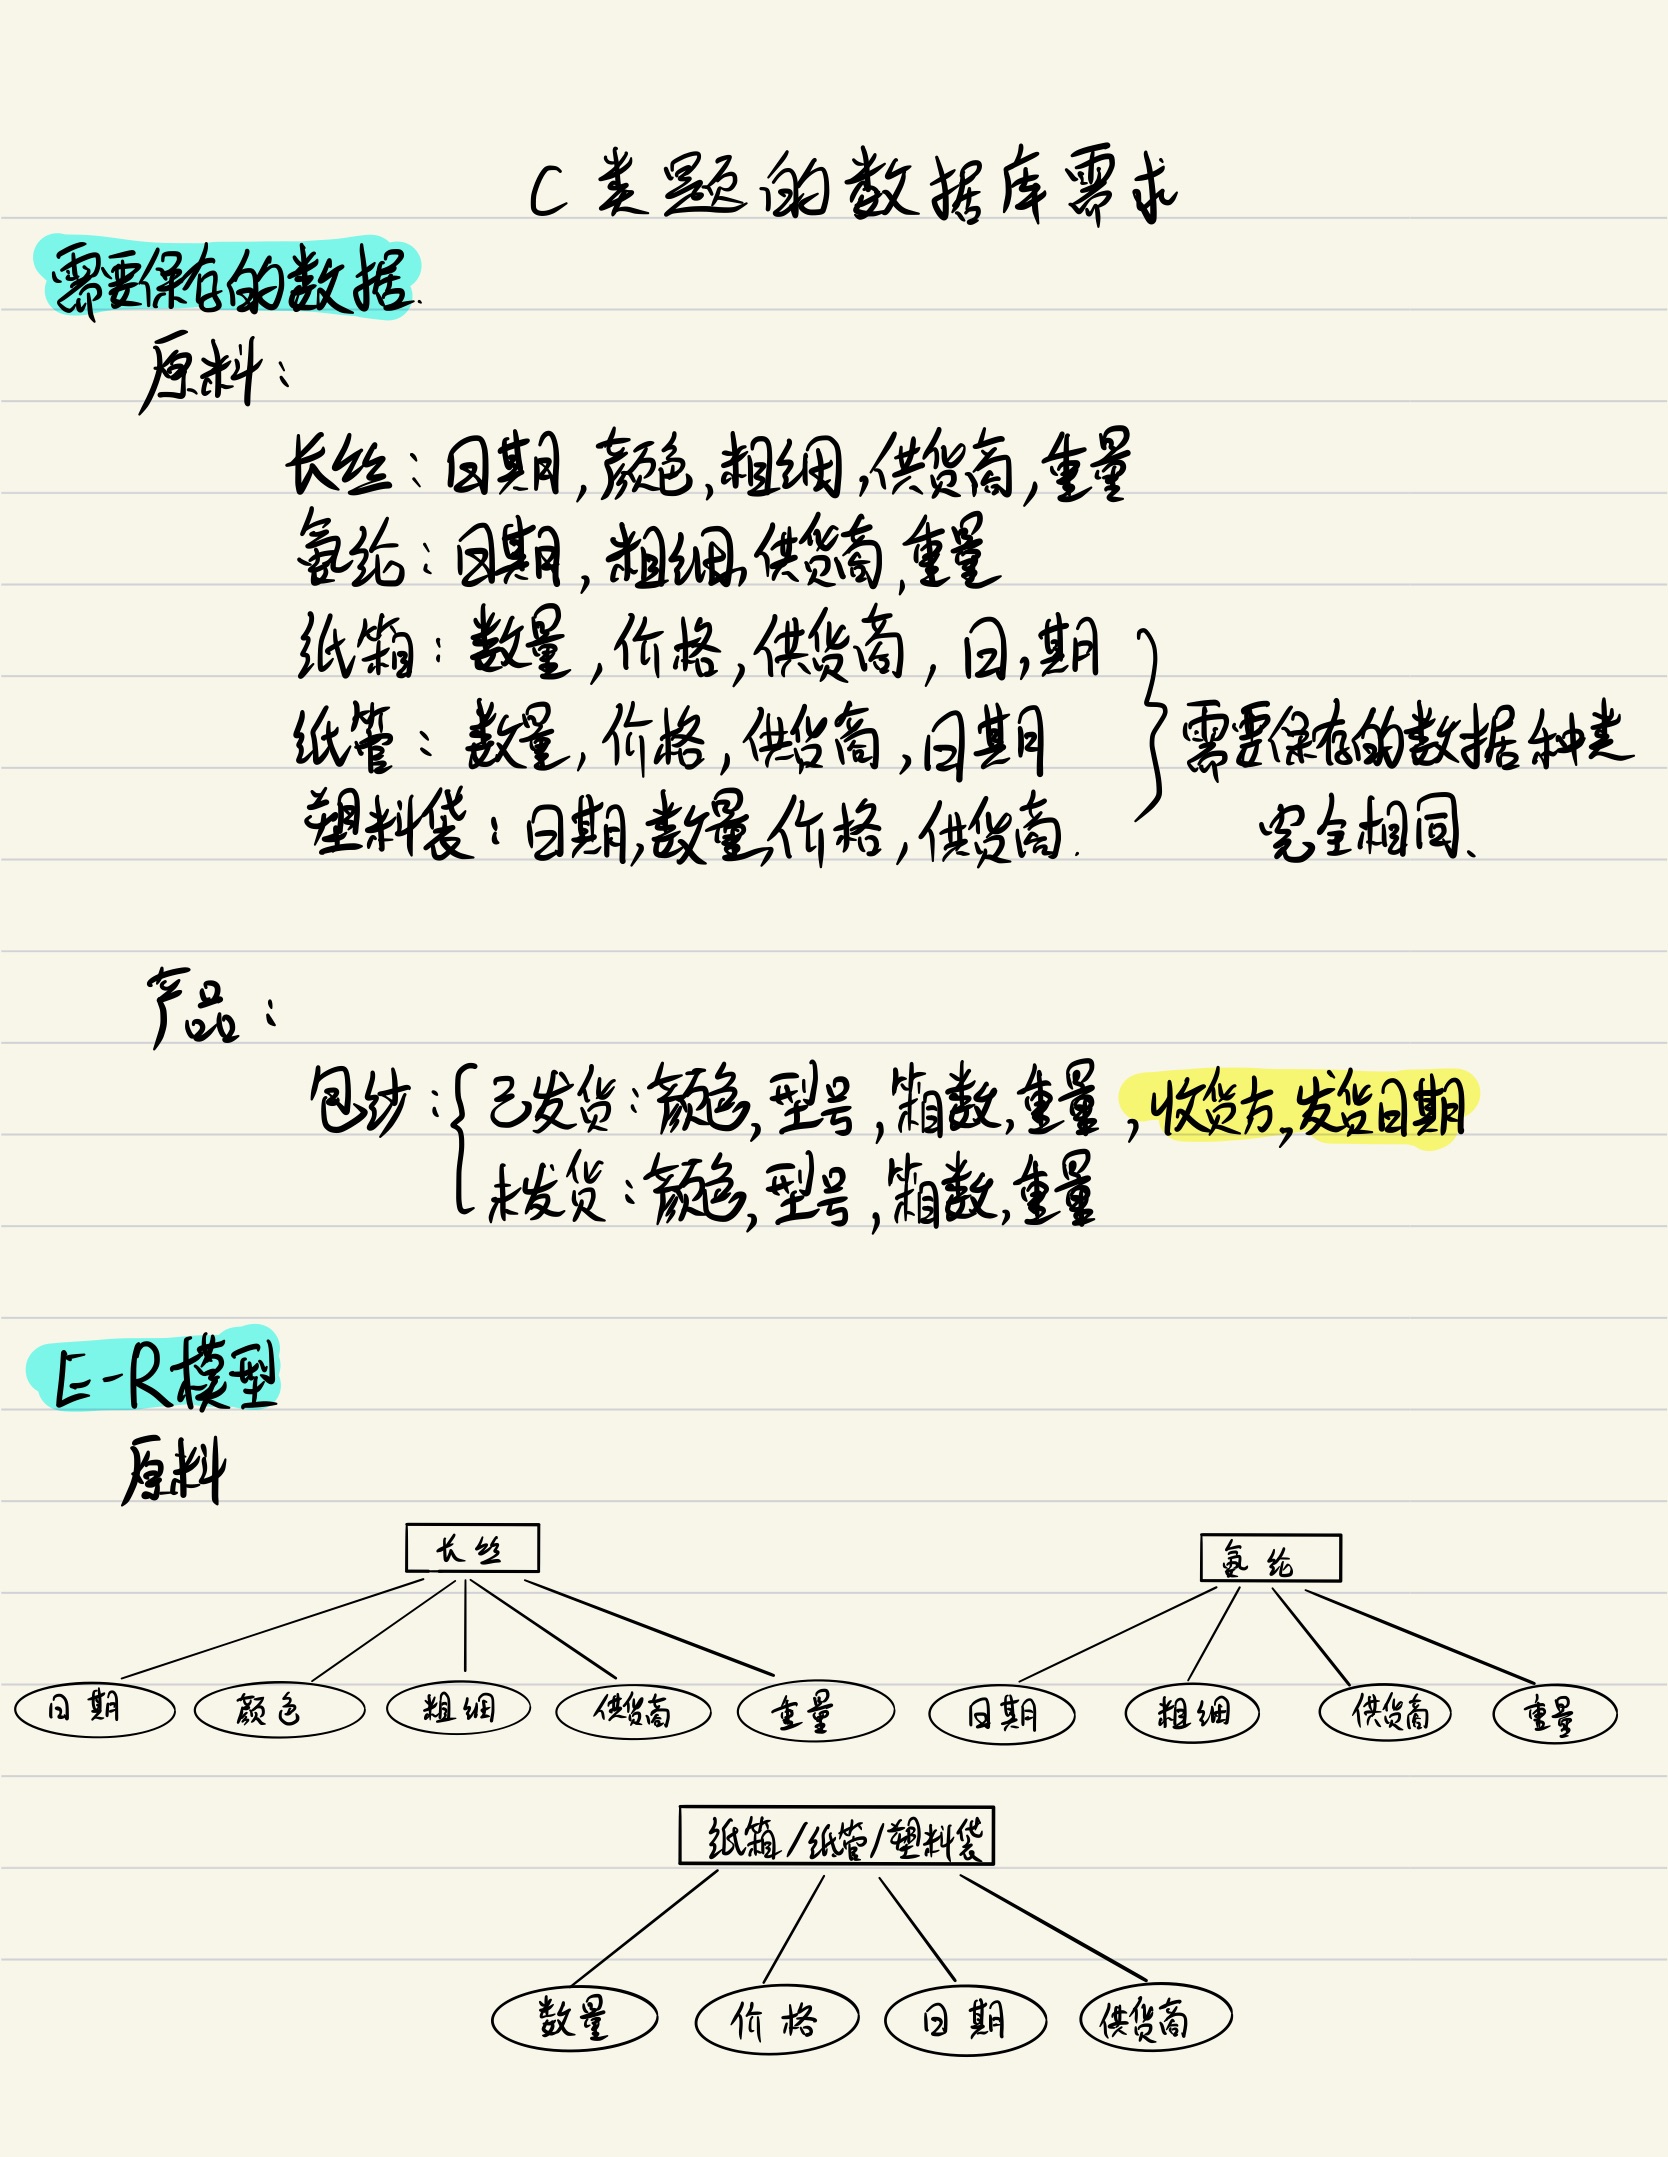 C类题的数据库需求
需要保存的数据.
原料：
长丝：日期,颜色,粗细,供货商,重量
氨纶：日期,粗细,供货商,重量
纸箱：数量,价格,供货商,日,期
纸管：数量,价格,供货商,日期
需要保存的数据种类
塑料袋：日期,数量,价格,供货商.
完全相同、
产品：
包纱：
已发货：颜色,型号,箱数,重量,收货方,发货日期
未发货：颜色,型号,箱数,重量
E-R模型
原料
长丝
氨纶
日期 颜色 粗细 供货商 重量 日期 粗细 供货商 重量
纸箱/纸管/塑料袋
数量 价格 日期 供货商